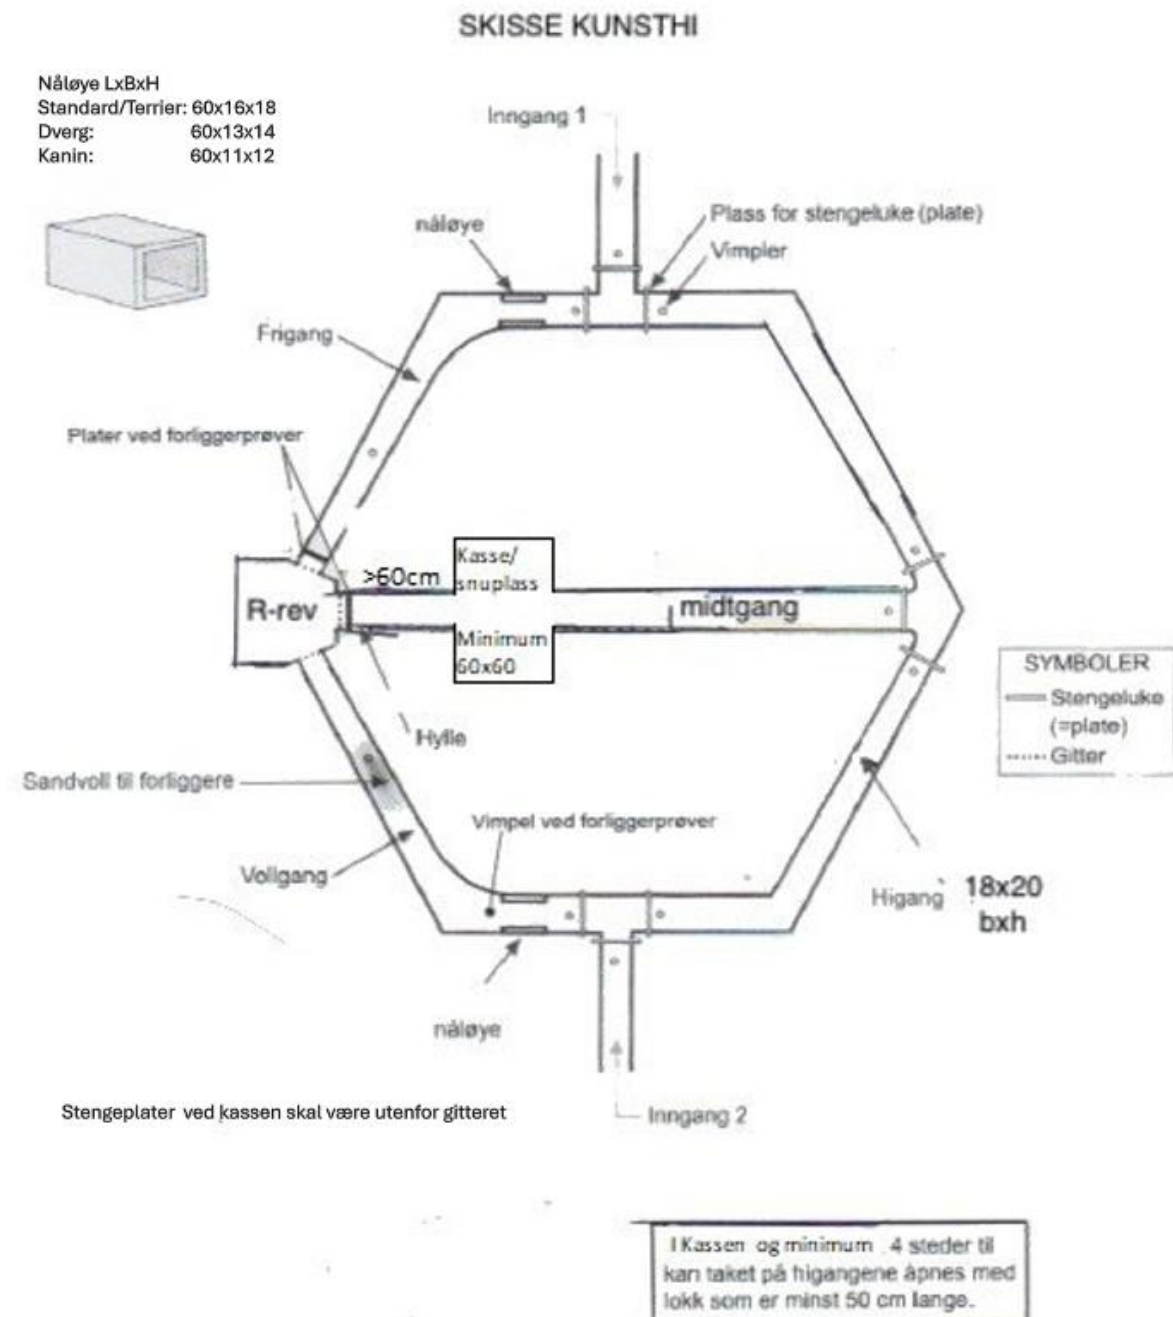 SKISSE KUNSTHI
Nåløye LxBxH
Standard/Terrier: 60x16x18
Dverg: 60x13x14
Kanin: 60x11x12
Inngang 1
Plass for stengeluke (plate)
nåløye
Vimpler
Frigang
Plater ved forliggerprøver
Kasse/
snuplass
>60cm
R-rev
midtgang
Minimum
60x60
SYMBOLER
Stengeluke
(=plate)
Gitter
Hylle
Sandvoll til forliggere
Vimpel ved forliggerprøver
Vollgang
Higang
18x20
bxh
nåløye
Stengeplater ved kassen skal være utenfor gitteret
Inngang 2
I Kassen og minimum 4 steder til
kan taket på higangene åpnes med
lokk som er minst 50 cm lange.